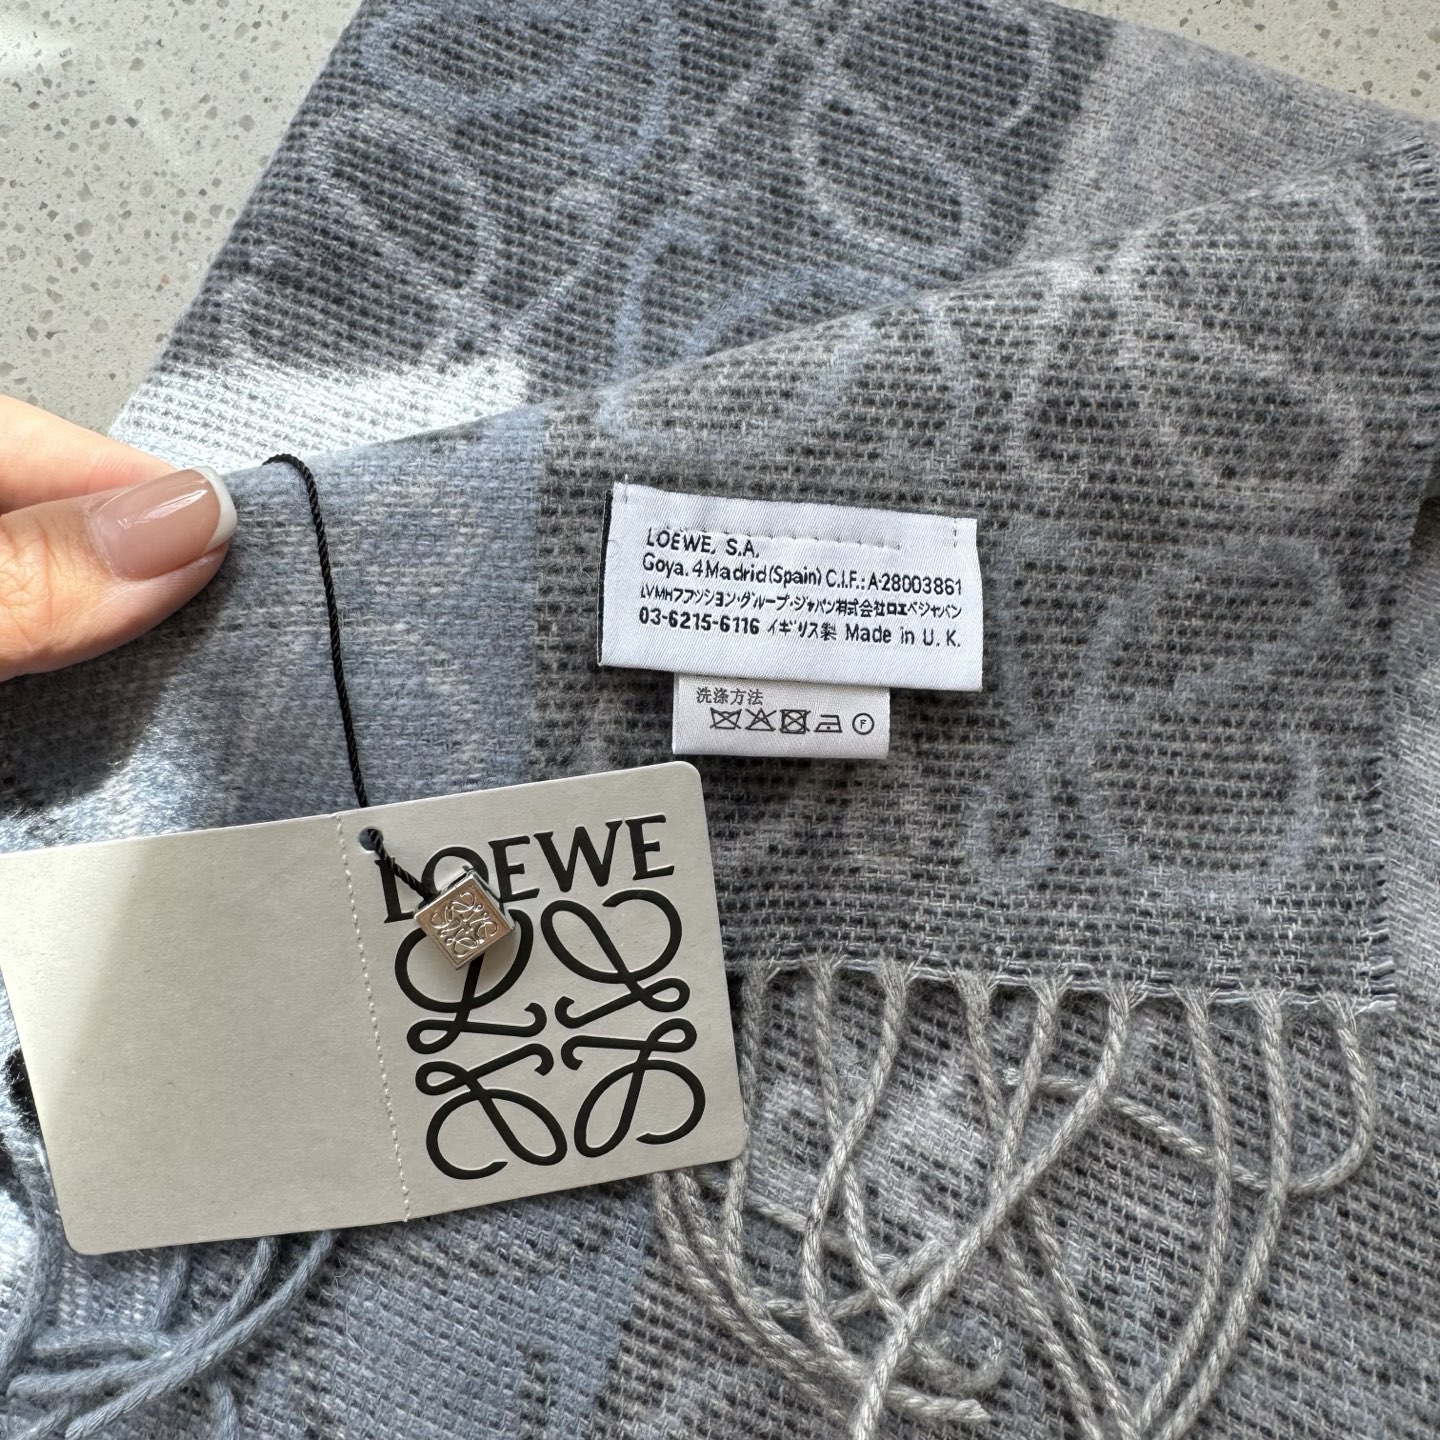 LOEWE, S.A.
Goya. 4 Madrid (Spain) C.I.F.: A-28003861
LVMHファッション・グループ・ジャパン株式会社ロエベジャパン
03-6215-6116 イギリス製 Made in U. K.
洗涤方法
F
LOEWE